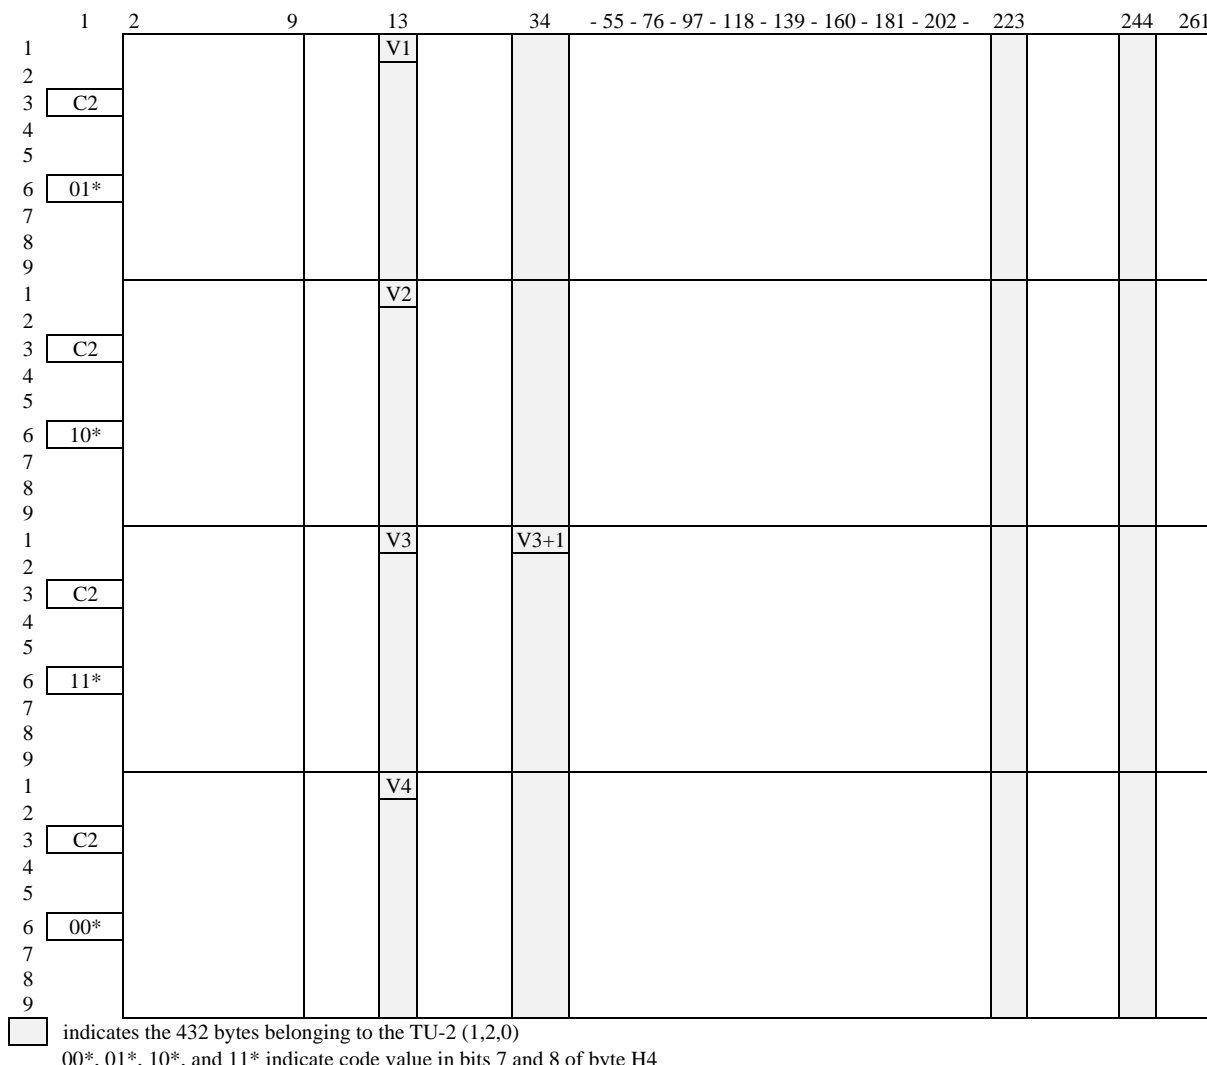 1 2 9 13 34 - 55 - 76 - 97 - 118 - 139 - 160 - 181 - 202 - 223 244 261
1 V1
2
3 C2
4
5
6 01*
7
8
9
1 V2
2
3 C2
4
5
6 10*
7
8
9
1 V3 V3+1
2
3 C2
4
5
6 11*
7
8
9
1 V4
2
3 C2
4
5
6 00*
7
8
9
indicates the 432 bytes belonging to the TU-2 (1,2,0)
00*, 01*, 10*, and 11* indicate code value in bits 7 and 8 of byte H4